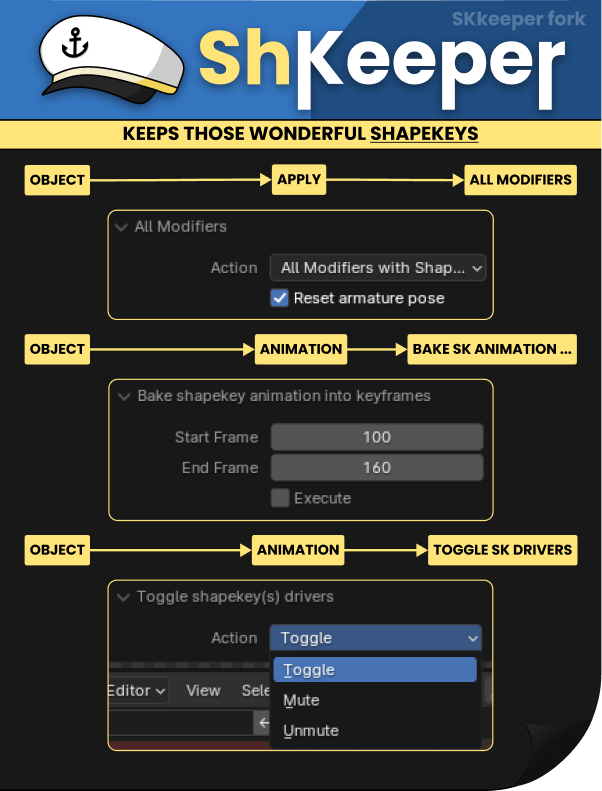 SKkeeper fork
ShKeeper
KEEPS THOSE WONDERFUL SHAPEKEYS
OBJECT APPLY ALL MODIFIERS
All Modifiers
Action All Modifiers with Shap...
Reset armature pose
OBJECT ANIMATION BAKE SK ANIMATION ...
Bake shapekey animation into keyframes
Start Frame 100
End Frame 160
Execute
OBJECT ANIMATION TOGGLE SK DRIVERS
Toggle shapekey(s) drivers
Action Toggle
Toggle
Editor View Sele
Mute
Unmute